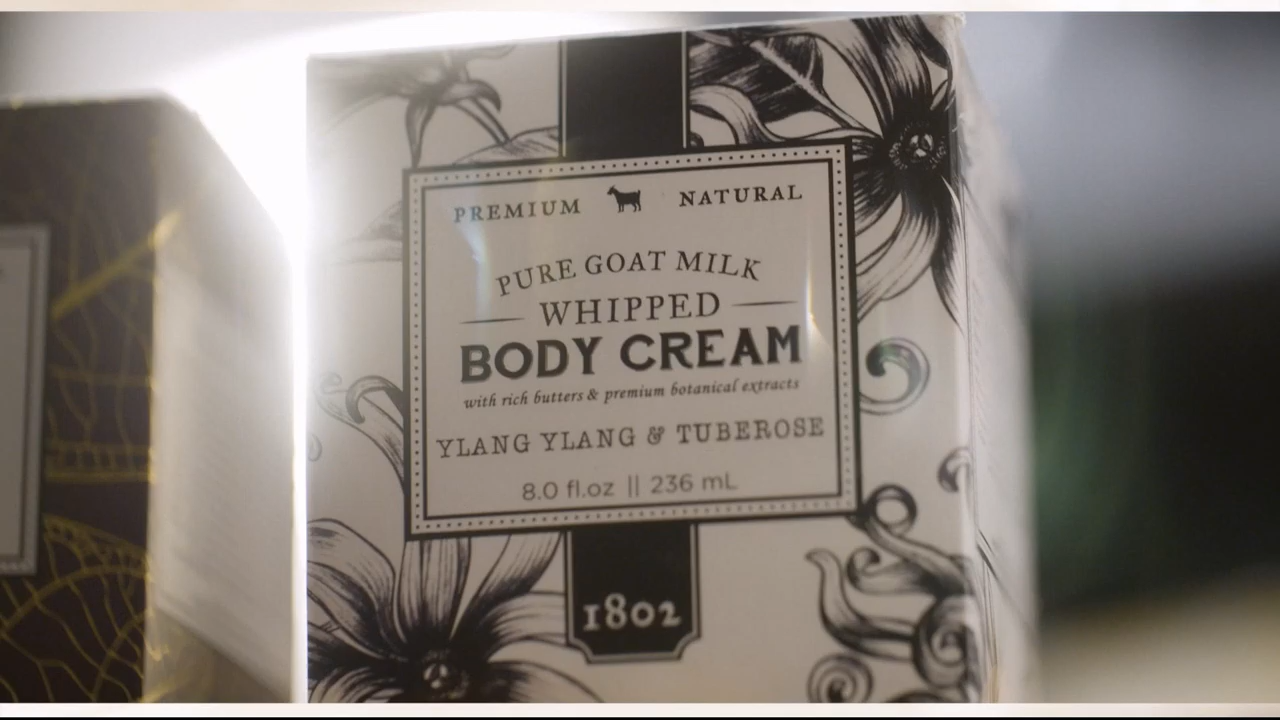 PREMIUM NATURAL
PURE GOAT MILK
WHIPPED
BODY CREAM
with rich butters & premium botanical extracts
YLANG YLANG & TUBEROSE
8.0 fl.oz || 236 mL
1802